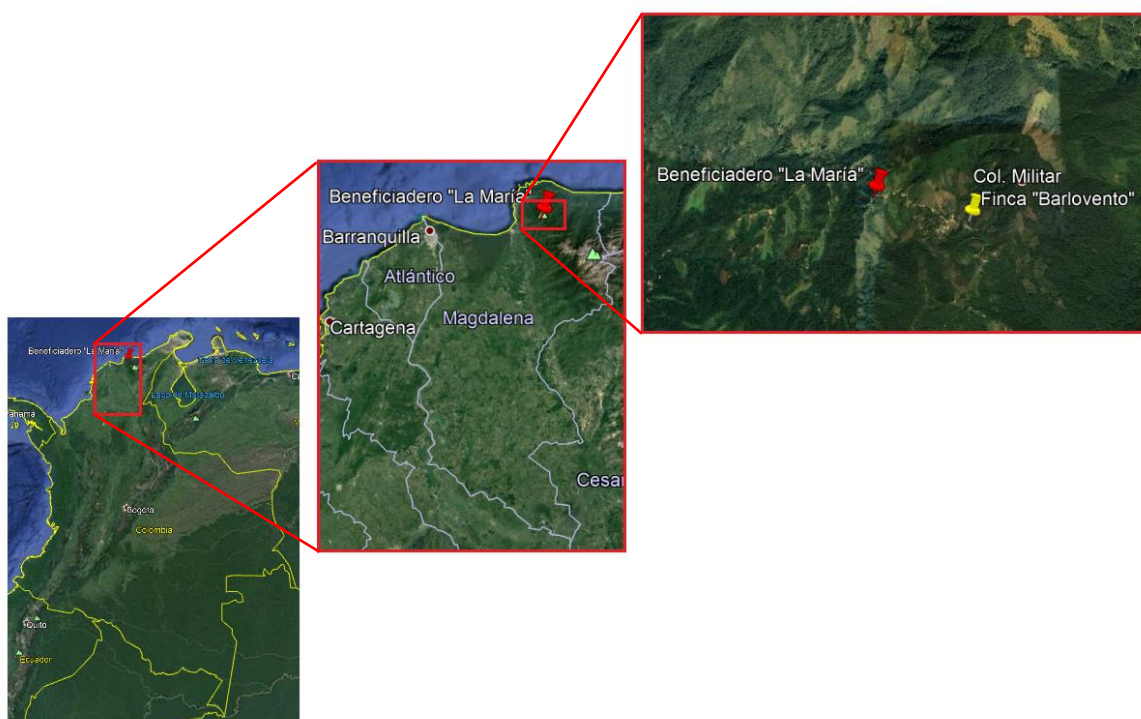 Beneficiadero "La María"
Col. Militar
Finca "Barlovento"
Beneficiadero "La María"
Barranquilla
Atlántico
Magdalena
Cartagena
Cesar
Beneficiadero "La María"
Golfo de Venezuela
Lago de Maracaibo
Panamá
Bogotá
Colombia
Quito
Ecuador